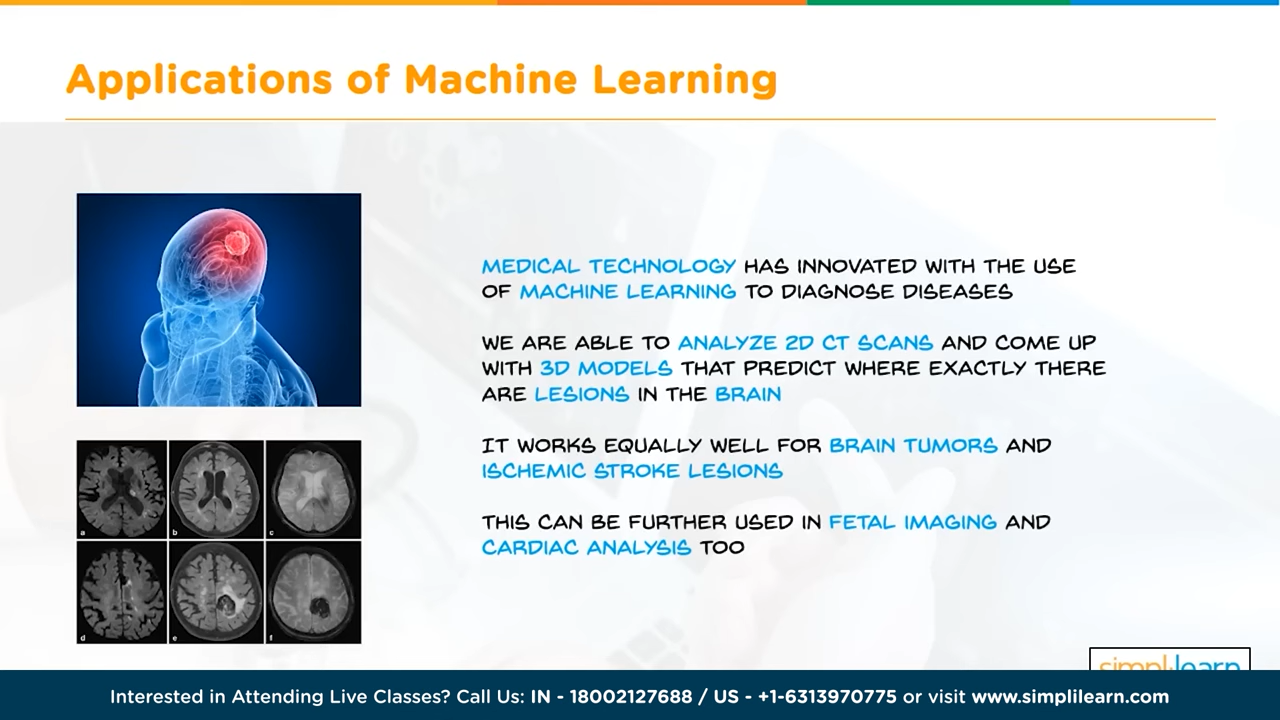 Applications of Machine Learning
MEDICAL TECHNOLOGY HAS INNOVATED WITH THE USE
OF MACHINE LEARNING TO DIAGNOSE DISEASES
WE ARE ABLE TO ANALYZE 2D CT SCANS AND COME UP
WITH 3D MODELS THAT PREDICT WHERE EXACTLY THERE
ARE LESIONS IN THE BRAIN
IT WORKS EQUALLY WELL FOR BRAIN TUMORS AND
ISCHEMIC STROKE LESIONS
THIS CAN BE FURTHER USED IN FETAL IMAGING AND
CARDIAC ANALYSIS TOO
a b c
d e f
simplilearn
Interested in Attending Live Classes? Call Us: IN - 18002127688 / US - +1-6313970775 or visit www.simplilearn.com